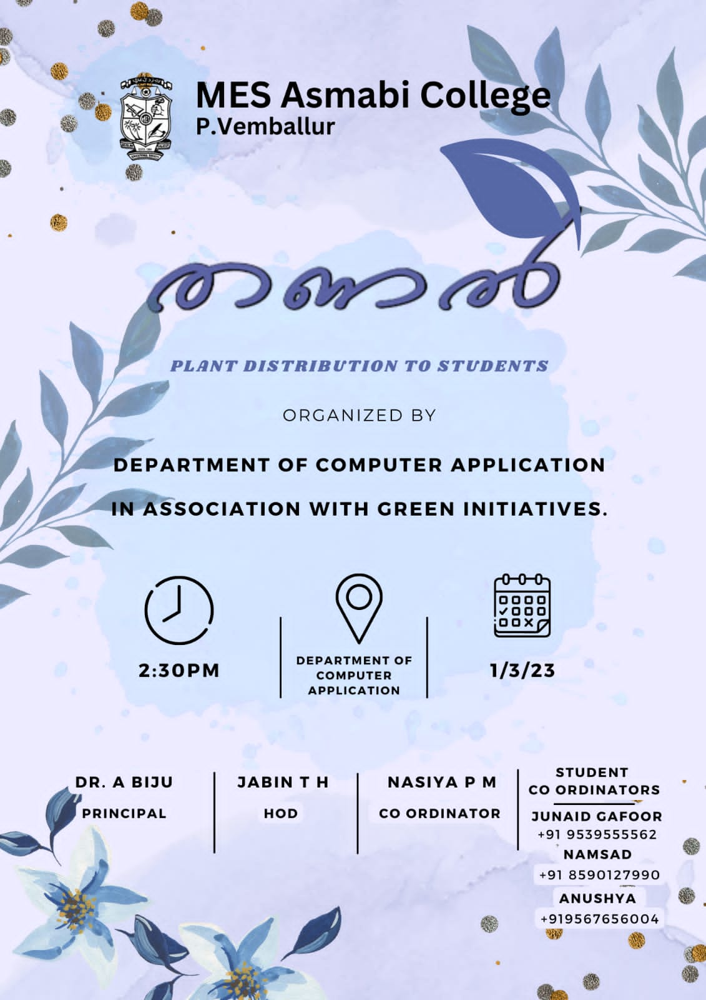 MES Asmabi College
P.Vemballur
തണൽ
PLANT DISTRIBUTION TO STUDENTS
ORGANIZED BY
DEPARTMENT OF COMPUTER APPLICATION
IN ASSOCIATION WITH GREEN INITIATIVES.
2:30PM
DEPARTMENT OF
COMPUTER
APPLICATION
1/3/23
DR. A BIJU
PRINCIPAL
JABIN T H
HOD
NASIYA P M
CO ORDINATOR
STUDENT
CO ORDINATORS
JUNAID GAFOOR
+91 9539555562
NAMSAD
+91 8590127990
ANUSHYA
+919567656004